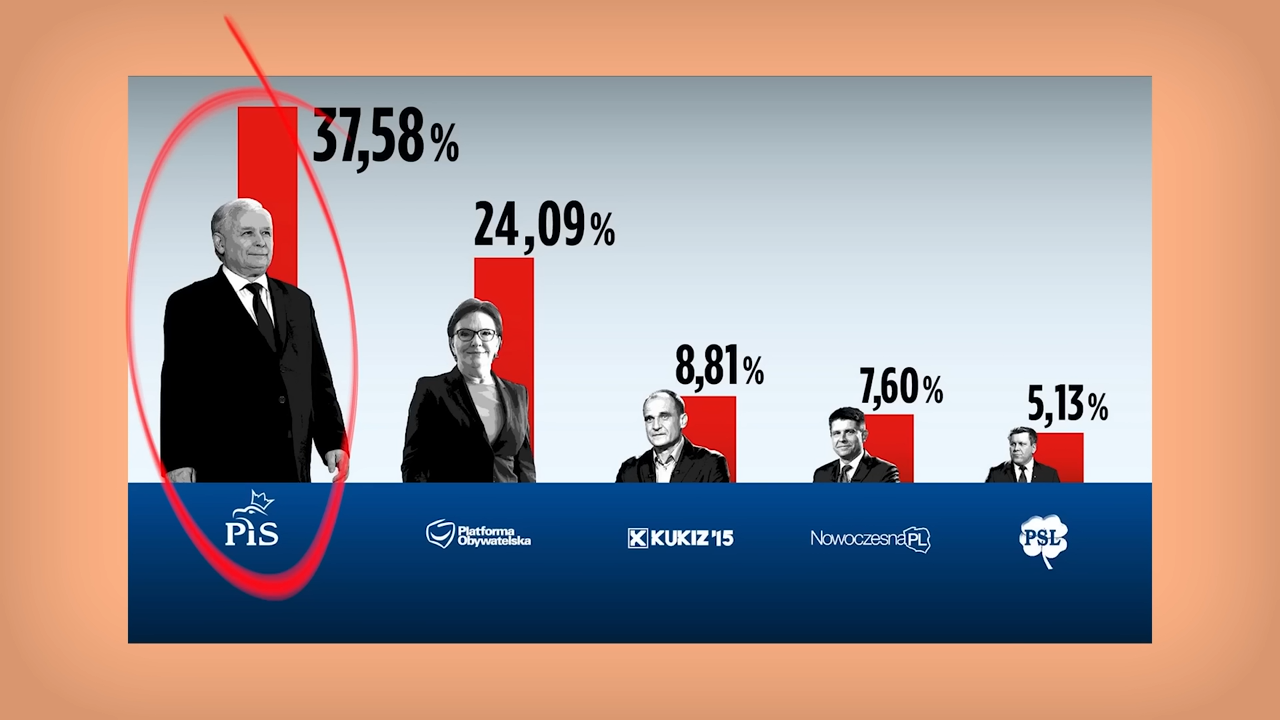 37,58%
24,09%
8,81%
7,60%
5,13%
PiS
Platforma
Obywatelska
KUKIZ'15
NowoczesnaPL
PSL